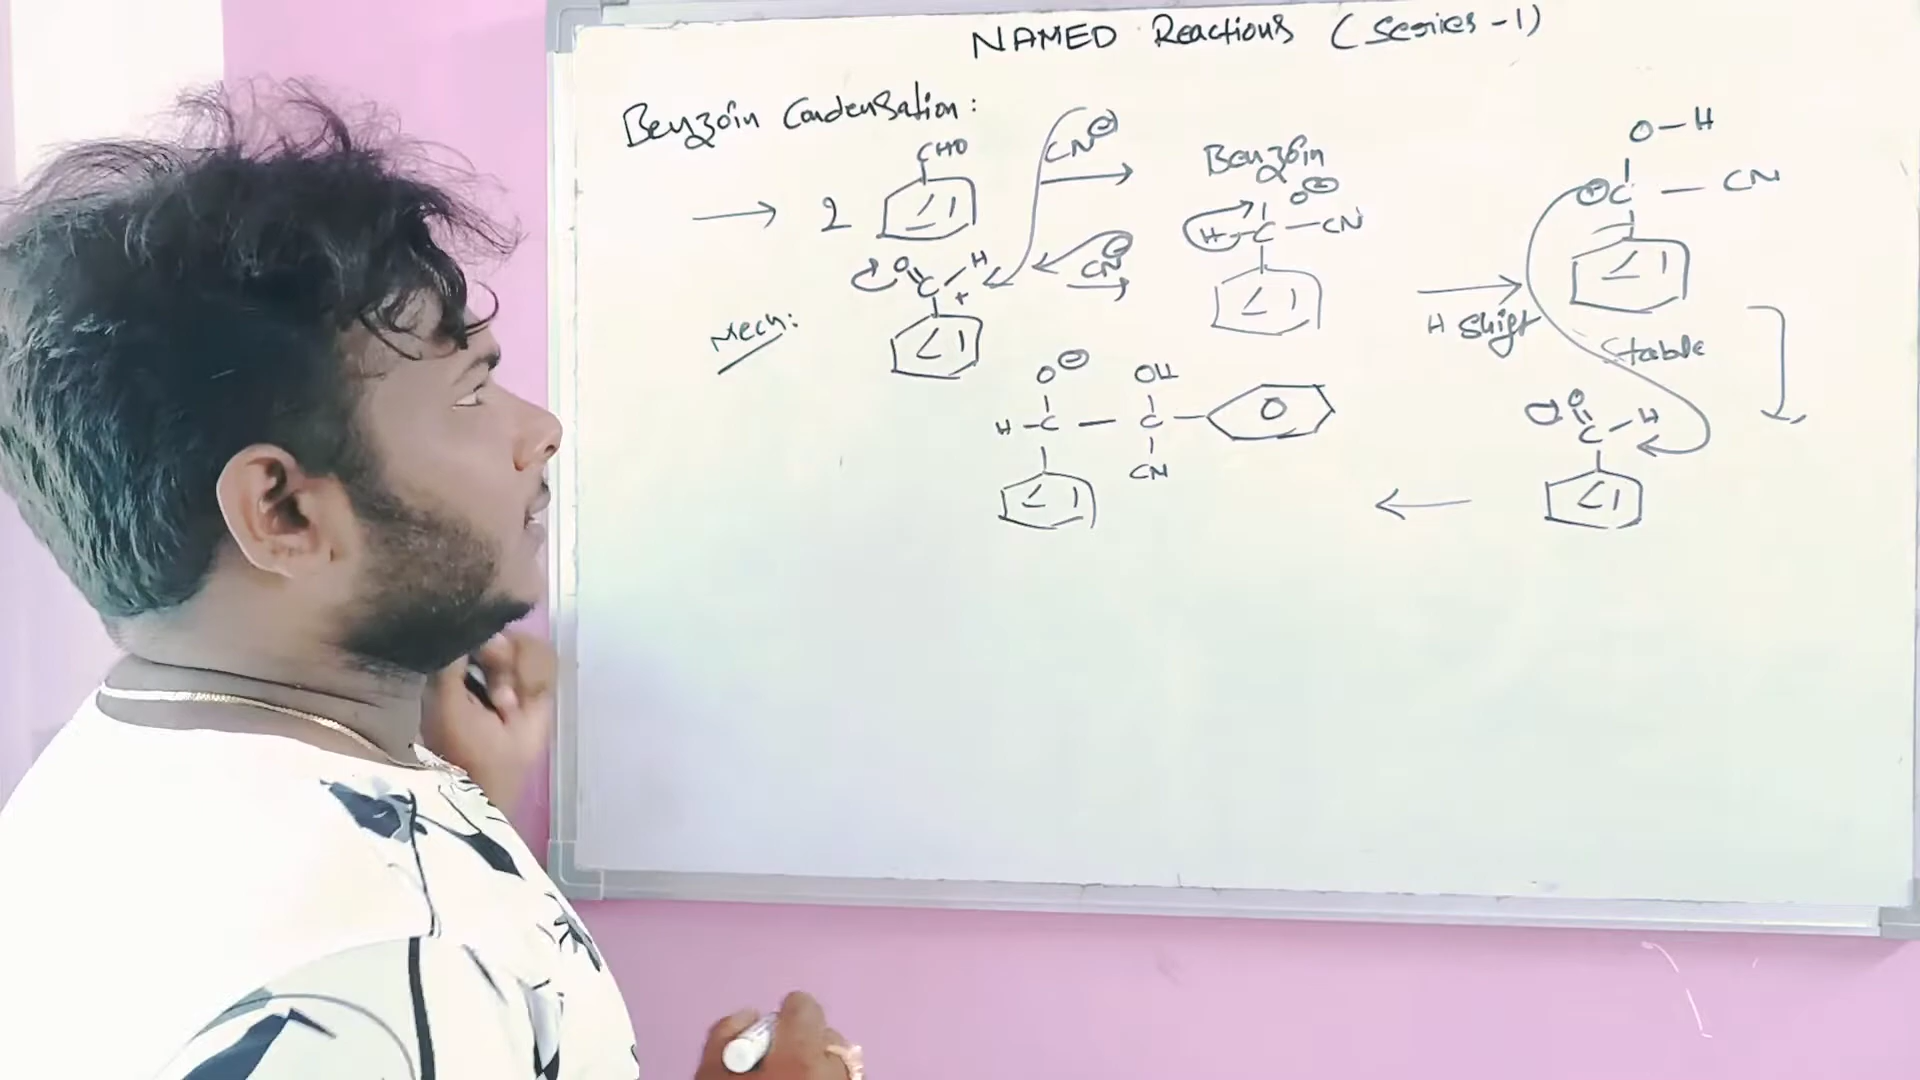 NAMED Reactions (Series-1)
Benzoin Condensation:
2 CHO CN⊖ Benzoin
Mech:
O H C + CN⊖
O⊖ H-C-CN
H Shift
O-H
⊕C - CN
Stable
O C H
O⊖ OH
H-C - C - O
CN